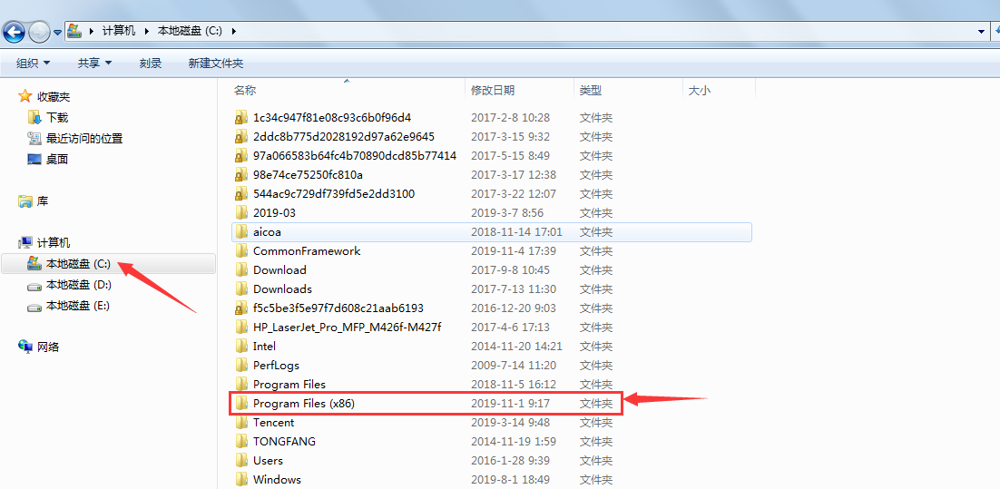 计算机 本地磁盘 (C:)
组织 共享 刻录 新建文件夹
名称 修改日期 类型 大小
收藏夹
下载
最近访问的位置
桌面
库
计算机
本地磁盘 (C:)
本地磁盘 (D:)
本地磁盘 (E:)
网络
1c34c947f81e08c93c6b0f96d4 2017-2-8 10:28 文件夹
2ddc8b775d2028192d97a62e9645 2017-3-15 9:32 文件夹
97a066583b64fc4b70890dcd85b77414 2017-5-15 8:49 文件夹
98e74ce75250fc810a 2017-3-17 12:38 文件夹
544ac9c729df739fd5e2dd3100 2017-3-22 12:07 文件夹
2019-03 2019-3-7 8:56 文件夹
aicoa 2018-11-14 17:01 文件夹
CommonFramework 2019-11-4 17:39 文件夹
Download 2017-9-8 10:45 文件夹
Downloads 2017-7-13 11:30 文件夹
f5c5be3f5e97f7d608c21aab6193 2016-12-20 9:03 文件夹
HP_LaserJet_Pro_MFP_M426f-M427f 2017-4-6 17:13 文件夹
Intel 2014-11-20 14:21 文件夹
PerfLogs 2009-7-14 11:20 文件夹
Program Files 2018-11-5 16:12 文件夹
Program Files (x86) 2019-11-1 9:17 文件夹
Tencent 2019-3-14 9:48 文件夹
TONGFANG 2014-11-19 1:59 文件夹
Users 2016-1-28 9:39 文件夹
Windows 2019-8-1 18:49 文件夹